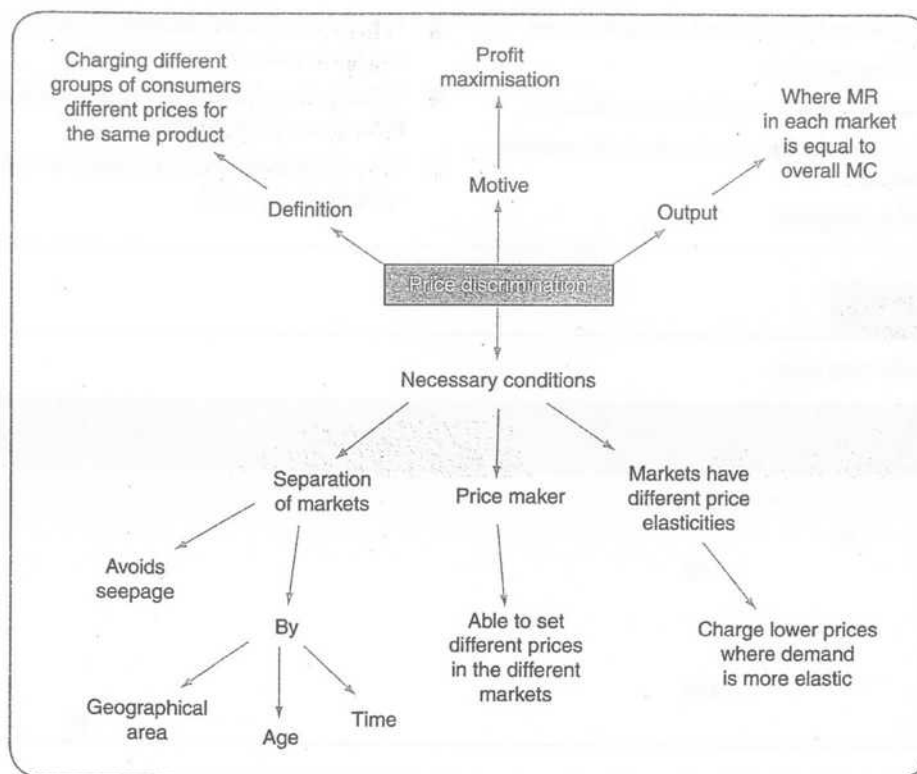 Charging different
groups of consumers
different prices for
the same product
Profit
maximisation
Where MR
in each market
is equal to
overall MC
Definition
Motive
Output
Price discrimination
Necessary conditions
Separation
of markets
Price maker
Markets have
different price
elasticities
Avoids
seepage
By
Able to set
different prices
in the different
markets
Charge lower prices
where demand
is more elastic
Geographical
area
Age
Time